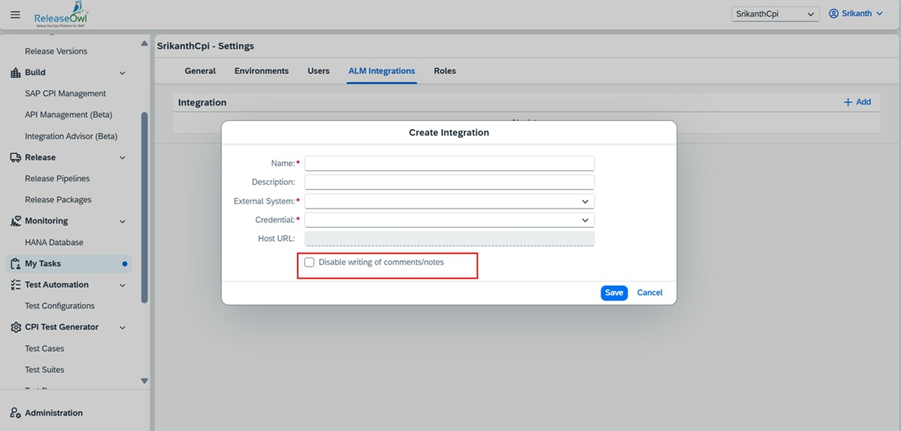 ReleaseOwl
Native DevOps Platform for SAP
SrikanthCpi
Srikanth
Release Versions
Build
SAP CPI Management
API Management (Beta)
Integration Advisor (Beta)
Release
Release Pipelines
Release Packages
Monitoring
HANA Database
My Tasks
Test Automation
Test Configurations
CPI Test Generator
Test Cases
Test Suites
Administration
SrikanthCpi - Settings
General Environments Users ALM Integrations Roles
Integration
Add
Create Integration
Name:*
Description:
External System:*
Credential:*
Host URL:
Disable writing of comments/notes
Save Cancel